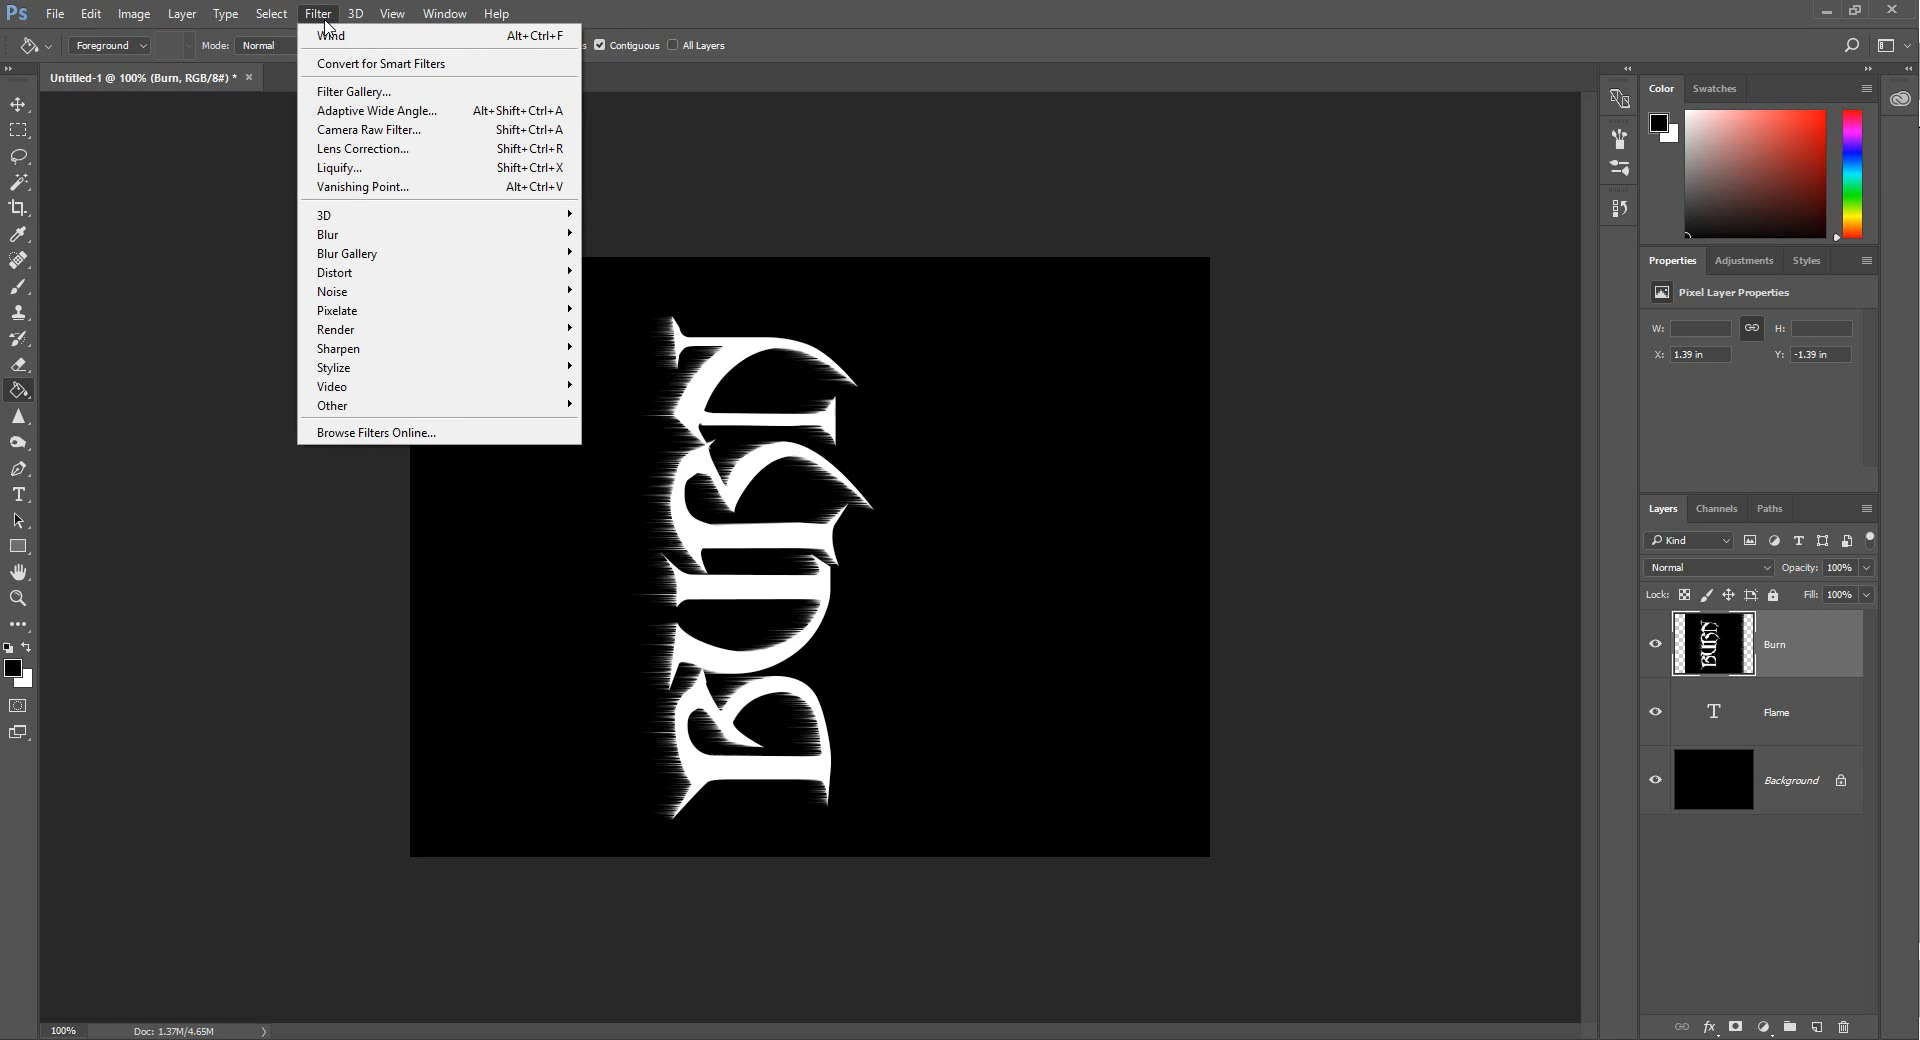 Ps File Edit Image Layer Type Select Filter 3D View Window Help
Foreground Mode: Normal Contiguous All Layers
Untitled-1 @ 100% (Burn, RGB/8#) * ×
Wind Alt+Ctrl+F
Convert for Smart Filters
Filter Gallery...
Adaptive Wide Angle... Alt+Shift+Ctrl+A
Camera Raw Filter... Shift+Ctrl+A
Lens Correction... Shift+Ctrl+R
Liquify... Shift+Ctrl+X
Vanishing Point... Alt+Ctrl+V
3D
Blur
Blur Gallery
Distort
Noise
Pixelate
Render
Sharpen
Stylize
Video
Other
Browse Filters Online...
BURN
Color Swatches
Properties Adjustments Styles
Pixel Layer Properties
W: H:
X: 1.39 in Y: -1.39 in
Layers Channels Paths
Kind
Normal Opacity: 100%
Lock: Fill: 100%
BURN Burn
T Flame
Background
100% Doc: 1.37M/4.65M